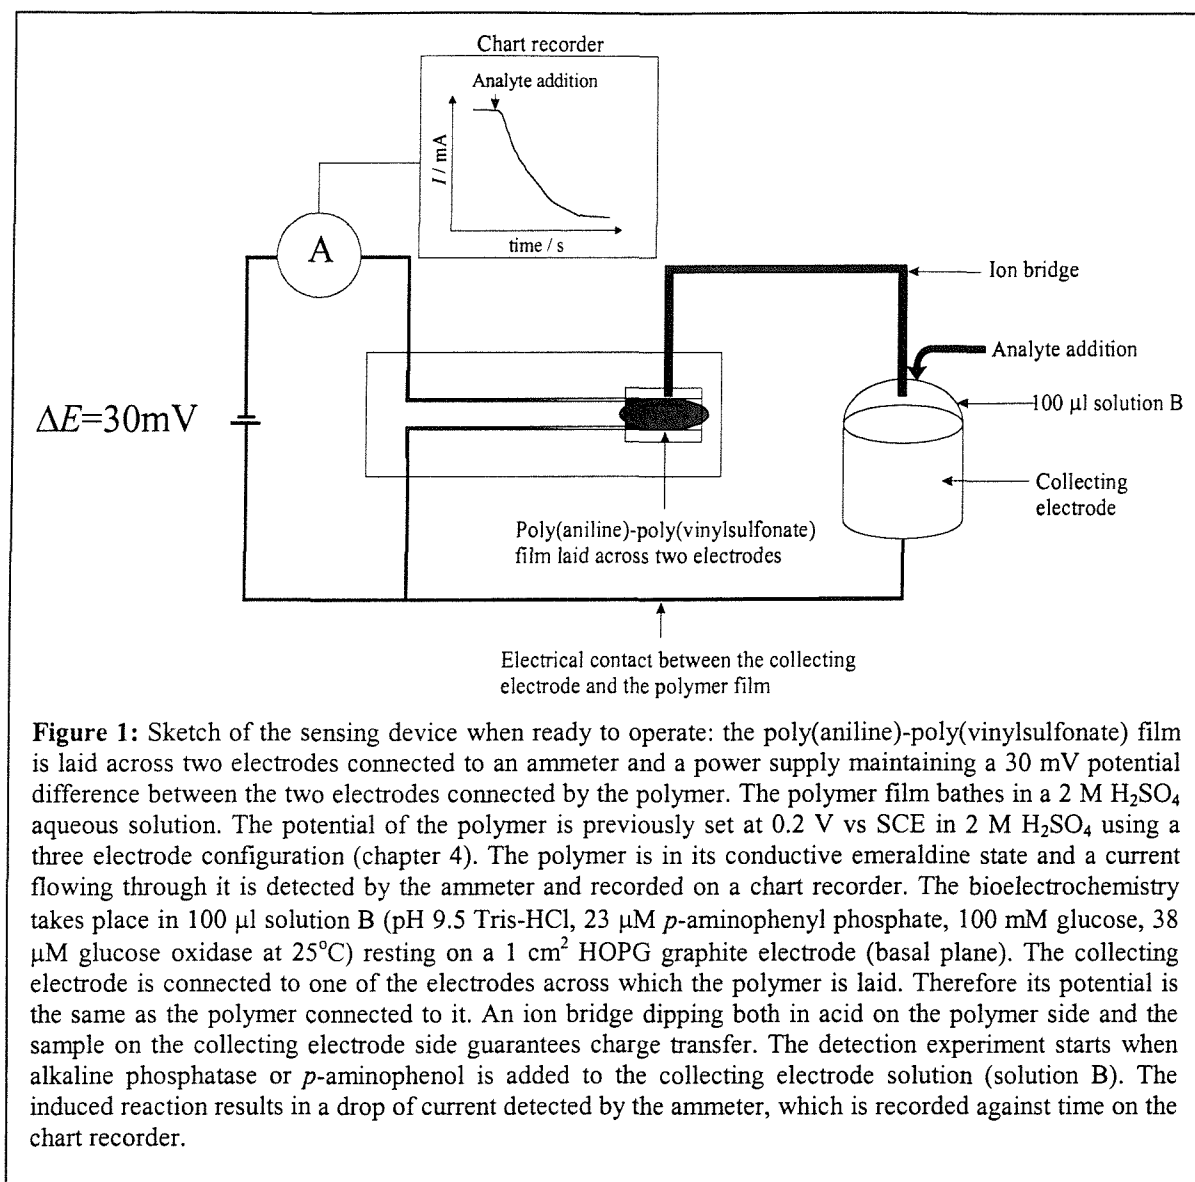 Chart recorder
Analyte addition
I / mA
time / s
A
Ion bridge
Analyte addition
100 µl solution B
ΔE=30mV
Collecting
electrode
Poly(aniline)-poly(vinylsulfonate)
film laid across two electrodes
Electrical contact between the collecting
electrode and the polymer film
Figure 1: Sketch of the sensing device when ready to operate: the poly(aniline)-poly(vinylsulfonate) film
is laid across two electrodes connected to an ammeter and a power supply maintaining a 30 mV potential
difference between the two electrodes connected by the polymer. The polymer film bathes in a 2 M H₂SO₄
aqueous solution. The potential of the polymer is previously set at 0.2 V vs SCE in 2 M H₂SO₄ using a
three electrode configuration (chapter 4). The polymer is in its conductive emeraldine state and a current
flowing through it is detected by the ammeter and recorded on a chart recorder. The bioelectrochemistry
takes place in 100 µl solution B (pH 9.5 Tris-HCl, 23 µM p-aminophenyl phosphate, 100 mM glucose, 38
µM glucose oxidase at 25°C) resting on a 1 cm² HOPG graphite electrode (basal plane). The collecting
electrode is connected to one of the electrodes across which the polymer is laid. Therefore its potential is
the same as the polymer connected to it. An ion bridge dipping both in acid on the polymer side and the
sample on the collecting electrode side guarantees charge transfer. The detection experiment starts when
alkaline phosphatase or p-aminophenol is added to the collecting electrode solution (solution B). The
induced reaction results in a drop of current detected by the ammeter, which is recorded against time on the
chart recorder.